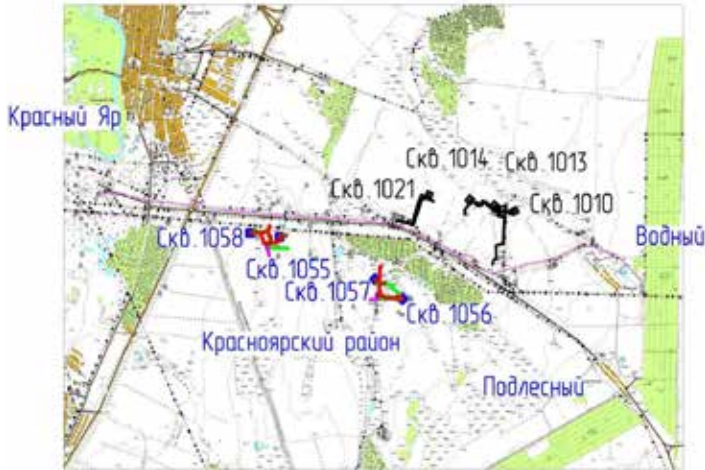 Красный Яр
Скв. 1014
Скв. 1013
Скв. 1021
Скв. 1010
Скв. 1058
Водный
Скв. 1055
Скв. 1057
Скв. 1056
Красноярский район
Подлесный